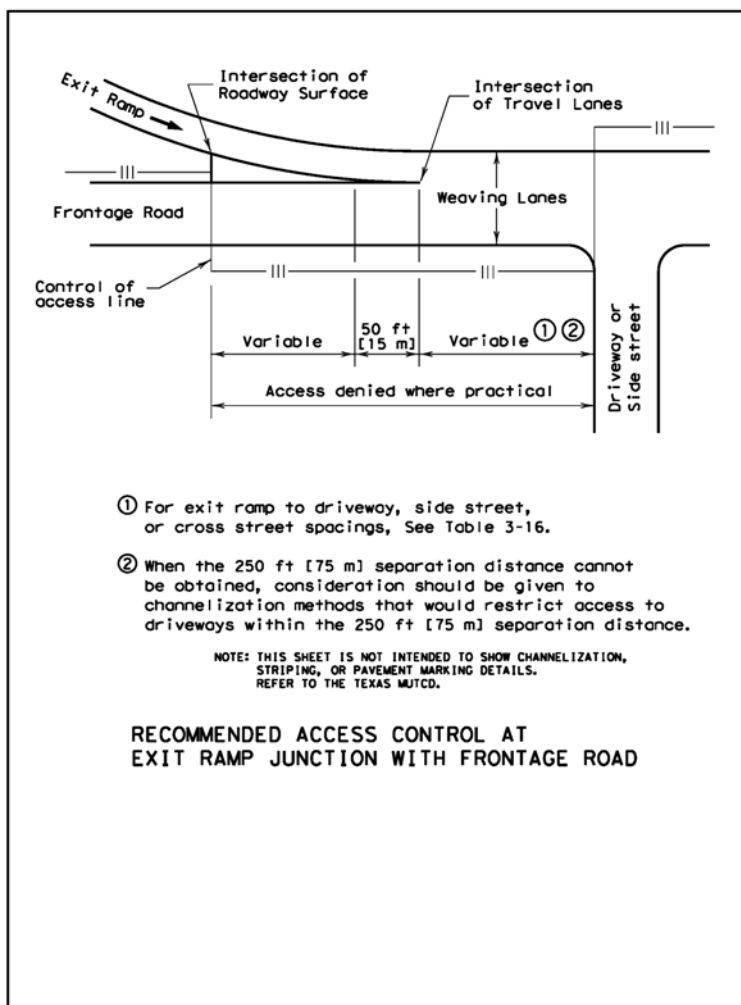 Exit
Ramp
Intersection of
Roadway Surface
Intersection
of Travel Lanes
Weaving Lanes
Frontage Road
Control of
access line
Variable
50 ft
[15 m]
Variable ① ②
Driveway or
Side street
Access denied where practical
① For exit ramp to driveway, side street,
or cross street spacings, See Table 3-16.
② When the 250 ft [75 m] separation distance cannot
be obtained, consideration should be given to
channelization methods that would restrict access to
driveways within the 250 ft [75 m] separation distance.
NOTE: THIS SHEET IS NOT INTENDED TO SHOW CHANNELIZATION,
STRIPING, OR PAVEMENT MARKING DETAILS.
REFER TO THE TEXAS MUTCD.
RECOMMENDED ACCESS CONTROL AT
EXIT RAMP JUNCTION WITH FRONTAGE ROAD